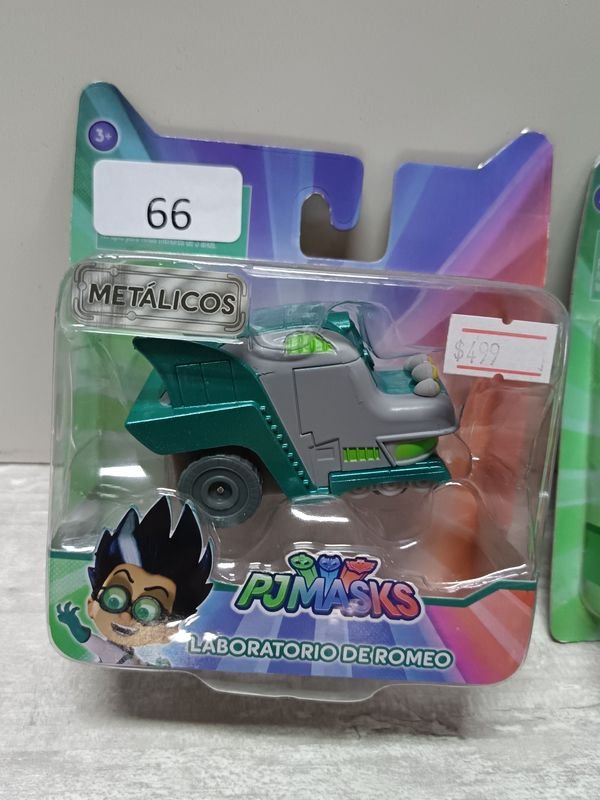 3+
66
METÁLICOS
$499
PJMASKS
LABORATORIO DE ROMEO